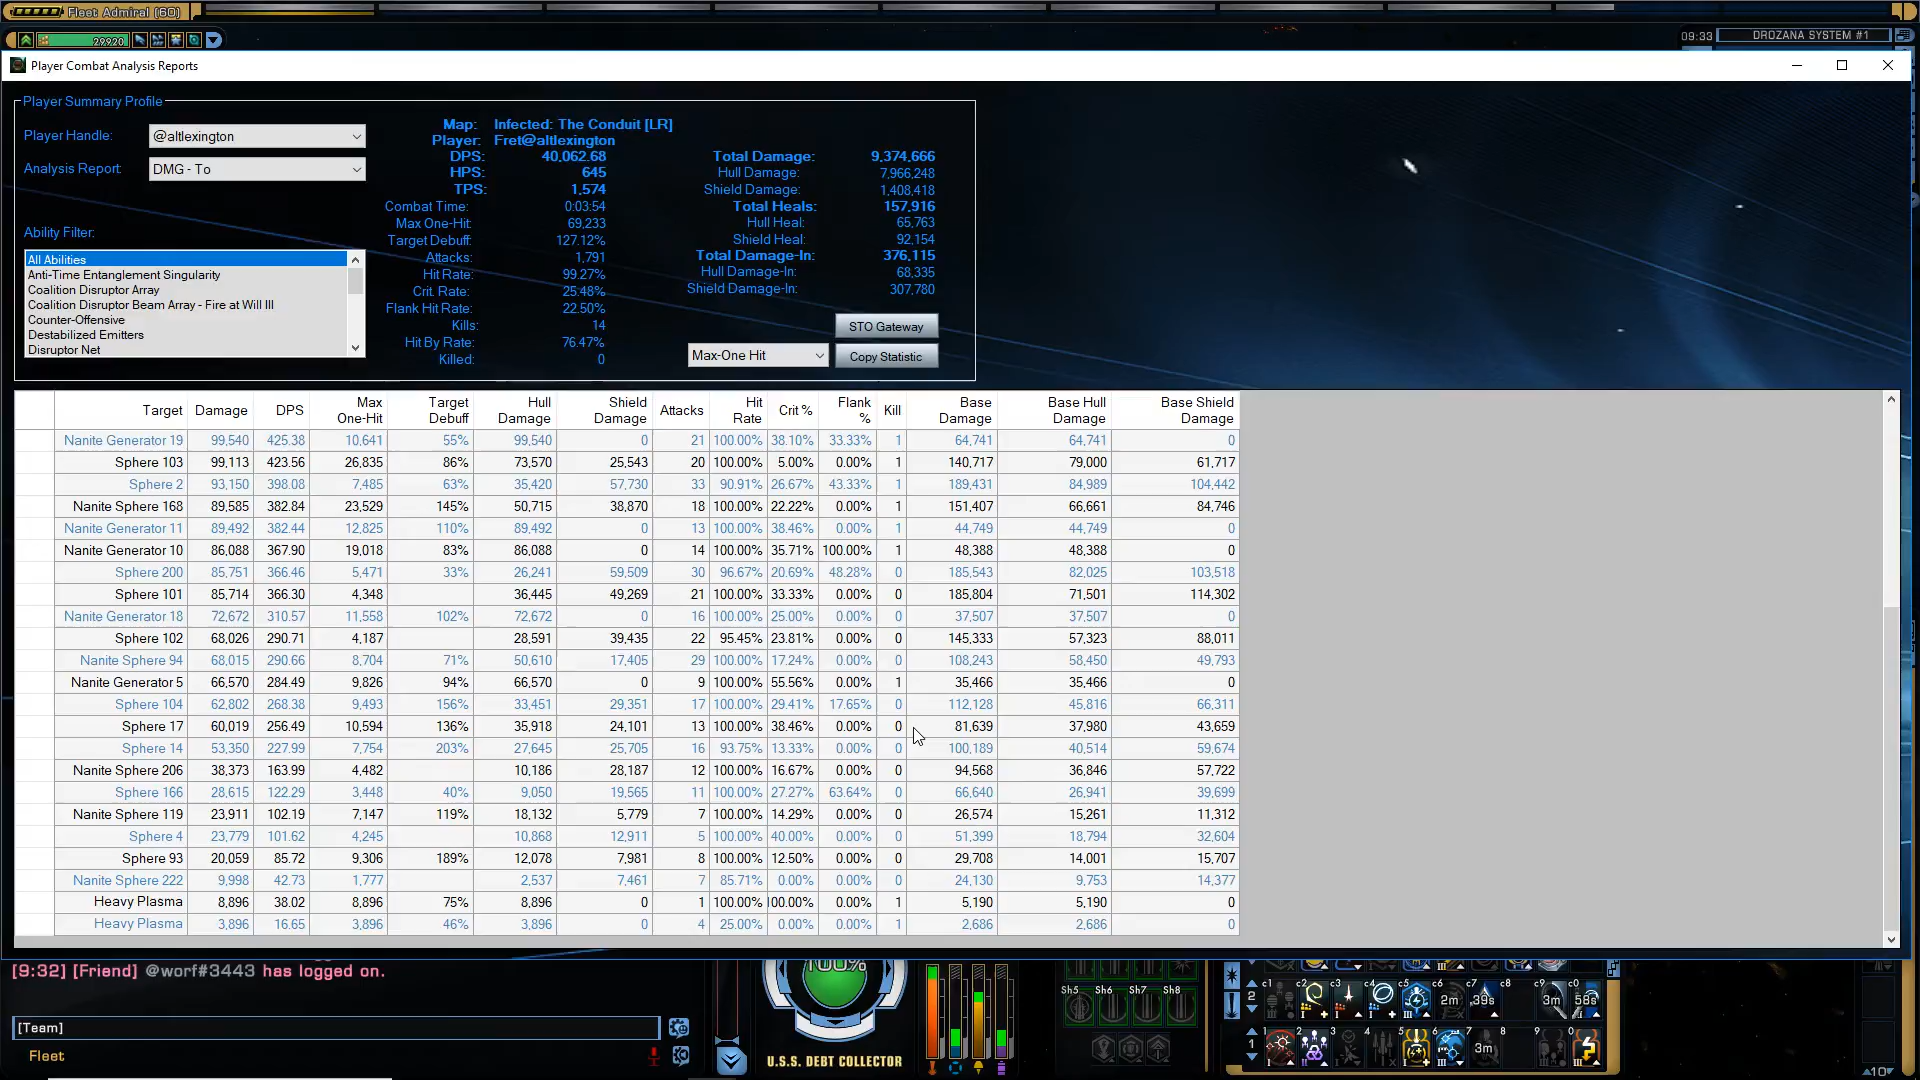 Fleet Admiral (60)
29920
09:33 DROZANA SYSTEM #1
Player Combat Analysis Reports
Player Summary Profile
Player Handle: @altlexington
Analysis Report: DMG - To
Ability Filter:
All Abilities
Anti-Time Entanglement Singularity
Coalition Disruptor Array
Coalition Disruptor Beam Array - Fire at Will III
Counter-Offensive
Destabilized Emitters
Disruptor Net
Map: Infected: The Conduit [LR]
Player: Fret@altlexington
DPS: 40,062.68
HPS: 645
TPS: 1,574
Combat Time: 0:03:54
Max One-Hit: 69,233
Target Debuff: 127.12%
Attacks: 1,791
Hit Rate: 99.27%
Crit. Rate: 25.48%
Flank Hit Rate: 22.50%
Kills: 14
Hit By Rate: 76.47%
Killed: 0
Total Damage: 9,374,666
Hull Damage: 7,966,248
Shield Damage: 1,408,418
Total Heals: 157,916
Hull Heal: 65,763
Shield Heal: 92,154
Total Damage-In: 376,115
Hull Damage-In: 68,335
Shield Damage-In: 307,780
STO Gateway
Max-One Hit Copy Statistic
Target Damage DPS Max One-Hit Target Debuff Hull Damage Shield Damage Attacks Hit Rate Crit % Flank % Kill Base Damage Base Hull Damage Base Shield Damage
Nanite Generator 19 99,540 425.38 10,641 55% 99,540 0 21 100.00% 38.10% 33.33% 1 64,741 64,741 0
Sphere 103 99,113 423.56 26,835 86% 73,570 25,543 20 100.00% 5.00% 0.00% 1 140,717 79,000 61,717
Sphere 2 93,150 398.08 7,485 63% 35,420 57,730 33 90.91% 26.67% 43.33% 1 189,431 84,989 104,442
Nanite Sphere 168 89,585 382.84 23,529 145% 50,715 38,870 18 100.00% 22.22% 0.00% 1 151,407 66,661 84,746
Nanite Generator 11 89,492 382.44 12,825 110% 89,492 0 13 100.00% 38.46% 0.00% 1 44,749 44,749 0
Nanite Generator 10 86,088 367.90 19,018 83% 86,088 0 14 100.00% 35.71% 100.00% 1 48,388 48,388 0
Sphere 200 85,751 366.46 5,471 33% 26,241 59,509 30 96.67% 20.69% 48.28% 0 185,543 82,025 103,518
Sphere 101 85,714 366.30 4,348 36,445 49,269 21 100.00% 33.33% 0.00% 0 185,804 71,501 114,302
Nanite Generator 18 72,672 310.57 11,558 102% 72,672 0 16 100.00% 25.00% 0.00% 0 37,507 37,507 0
Sphere 102 68,026 290.71 4,187 28,591 39,435 22 95.45% 23.81% 0.00% 0 145,333 57,323 88,011
Nanite Sphere 94 68,015 290.66 8,704 71% 50,610 17,405 29 100.00% 17.24% 0.00% 0 108,243 58,450 49,793
Nanite Generator 5 66,570 284.49 9,826 94% 66,570 0 9 100.00% 55.56% 0.00% 1 35,466 35,466 0
Sphere 104 62,802 268.38 9,493 156% 33,451 29,351 17 100.00% 29.41% 17.65% 0 112,128 45,816 66,311
Sphere 17 60,019 256.49 10,594 136% 35,918 24,101 13 100.00% 38.46% 0.00% 0 81,639 37,980 43,659
Sphere 14 53,350 227.99 7,754 203% 27,645 25,705 16 93.75% 13.33% 0.00% 0 100,189 40,514 59,674
Nanite Sphere 206 38,373 163.99 4,482 10,186 28,187 12 100.00% 16.67% 0.00% 0 94,568 36,846 57,722
Sphere 166 28,615 122.29 3,448 40% 9,050 19,565 11 100.00% 27.27% 63.64% 0 66,640 26,941 39,699
Nanite Sphere 119 23,911 102.19 7,147 119% 18,132 5,779 7 100.00% 14.29% 0.00% 0 26,574 15,261 11,312
Sphere 4 23,779 101.62 4,245 10,868 12,911 5 100.00% 40.00% 0.00% 0 51,399 18,794 32,604
Sphere 93 20,059 85.72 9,306 189% 12,078 7,981 8 100.00% 12.50% 0.00% 0 29,708 14,001 15,707
Nanite Sphere 222 9,998 42.73 1,777 2,537 7,461 7 85.71% 0.00% 0.00% 0 24,130 9,753 14,377
Heavy Plasma 8,896 38.02 8,896 75% 8,896 0 1 100.00% 100.00% 0.00% 1 5,190 5,190 0
Heavy Plasma 3,896 16.65 3,896 46% 3,896 0 4 25.00% 0.00% 0.00% 1 2,686 2,686 0
[9:32] [Friend] @worf#3443 has logged on.
[Team]
Fleet
100%
U.S.S. DEBT COLLECTOR
Sh5 Sh6 Sh7 Sh8
2 c1 c2 c3 c4 c5 c6 c7 c8 c9 c0
2m 39s 3m 58s
1 1 2 3 4 5 6 7 8 9 0
3m
10